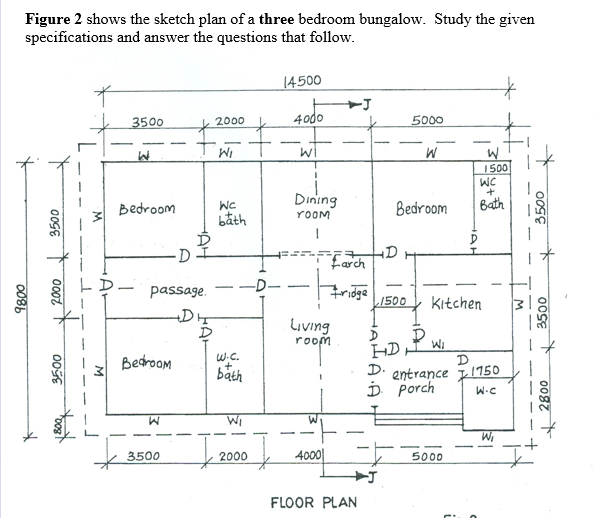 Figure 2 shows the sketch plan of a three bedroom bungalow. Study the given
specifications and answer the questions that follow.
14500
J
3500 2000 4000 5000
W W1 W W W
1500
Bedroom
WC
+
bath
Dining
room
Bedroom
WC
+
Bath
W
D
D
3500
3500
D
D
arch
D
D
passage.
D
ridge
1500
Kitchen
W
2000
9800
3500
D
D
Living
room
D
D
W1
D
D
Bedroom
W.C.
+
bath
W
D.
D.
entrance
porch
1750
W.C
3500
2800
800
W W1 W W1
3500 2000 4000 5000
J
FLOOR PLAN